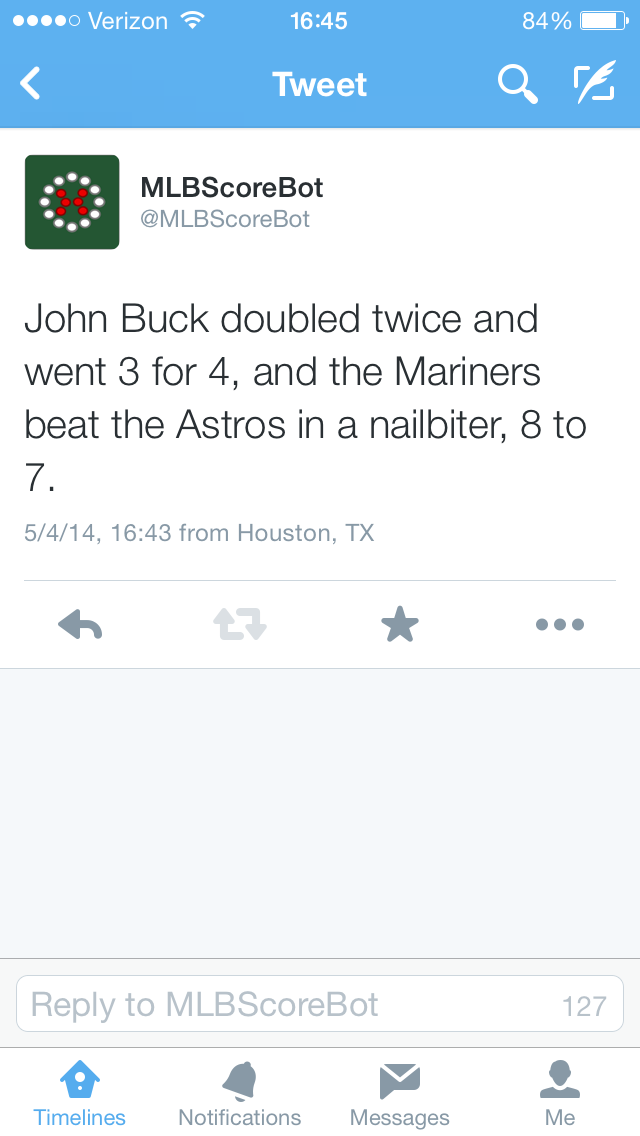 Verizon 16:45 84%
Tweet
MLBScoreBot
@MLBScoreBot
John Buck doubled twice and
went 3 for 4, and the Mariners
beat the Astros in a nailbiter, 8 to
7.
5/4/14, 16:43 from Houston, TX
Reply to MLBScoreBot 127
Timelines Notifications Messages Me